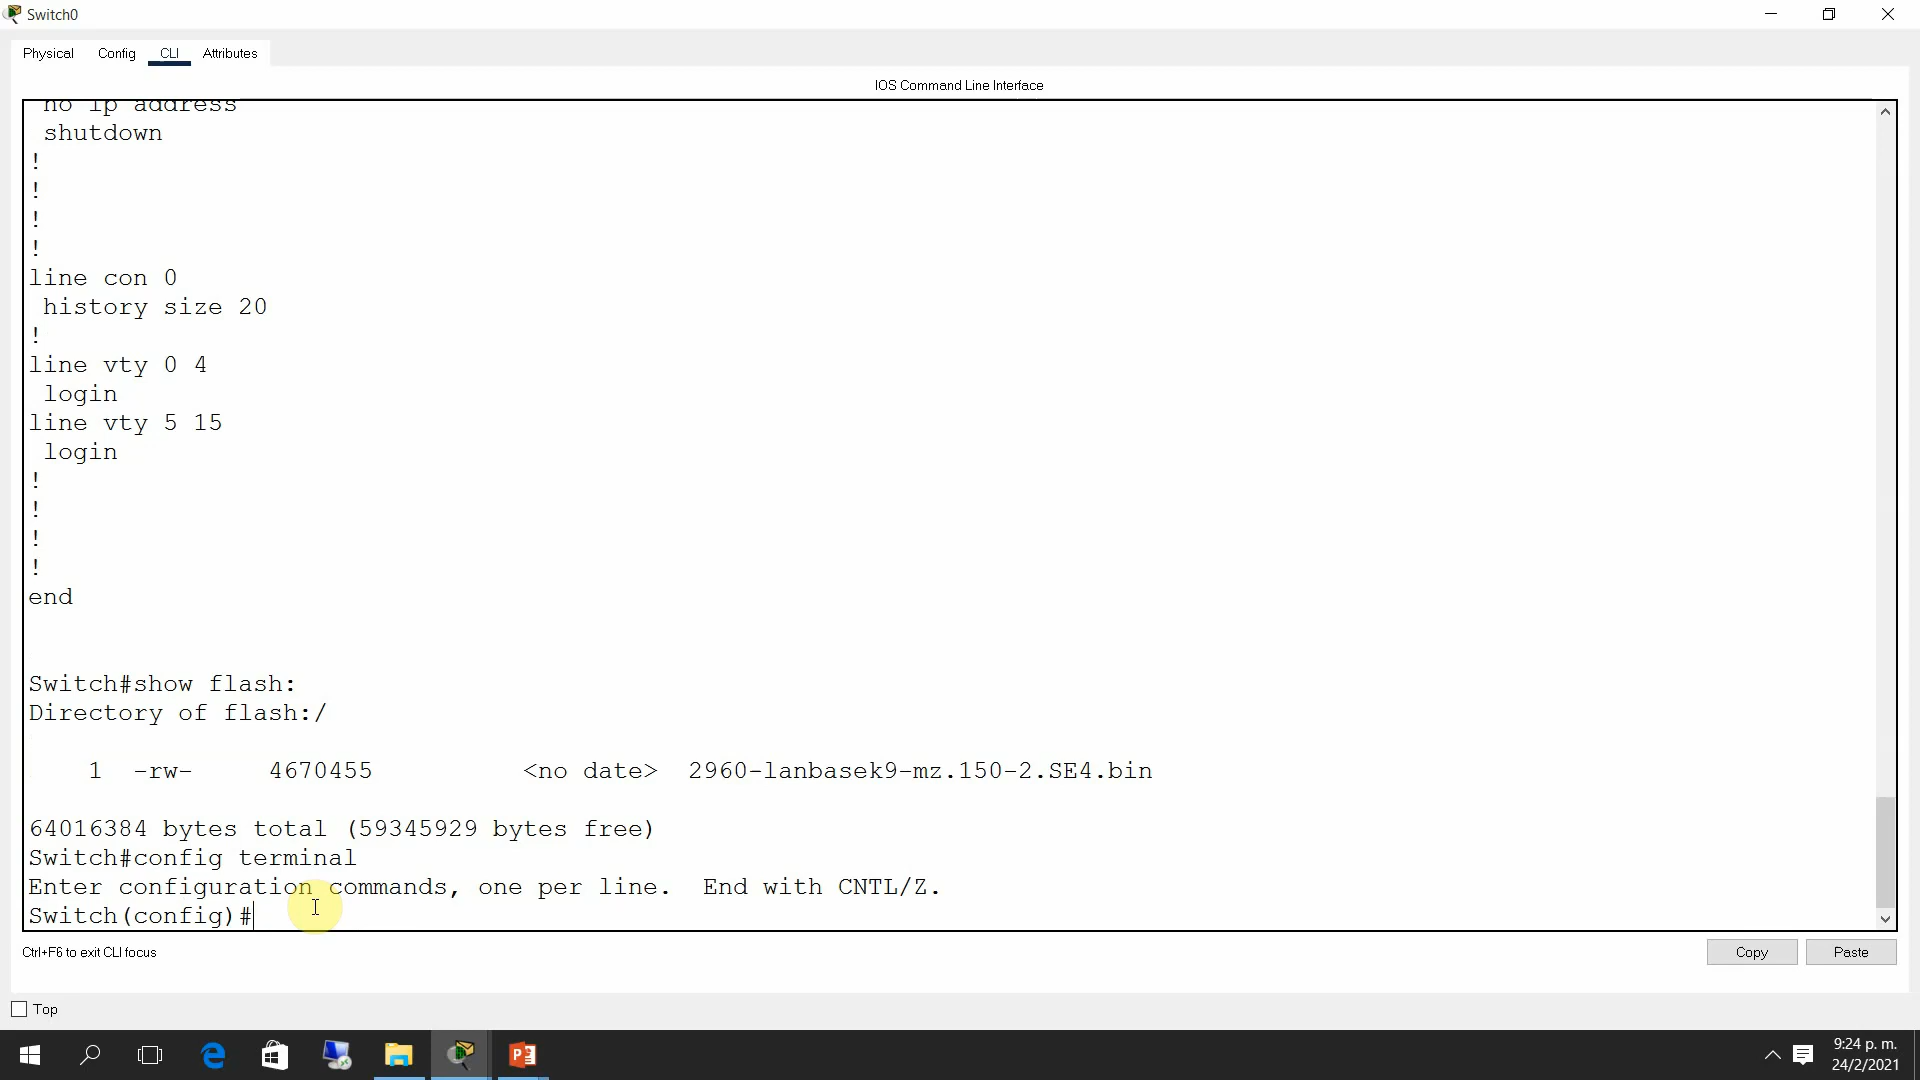 Switch0
Physical Config CLI Attributes
IOS Command Line Interface
no ip address
shutdown
!
!
!
!
line con 0
history size 20
!
line vty 0 4
login
line vty 5 15
login
!
!
!
!
end
Switch#show flash:
Directory of flash:/
1 -rw- 4670455 <no date> 2960-lanbasek9-mz.150-2.SE4.bin
64016384 bytes total (59345929 bytes free)
Switch#config terminal
Enter configuration commands, one per line. End with CNTL/Z.
Switch(config)#
Ctrl+F6 to exit CLI focus
Copy Paste
Top
9:24 p. m.
24/2/2021